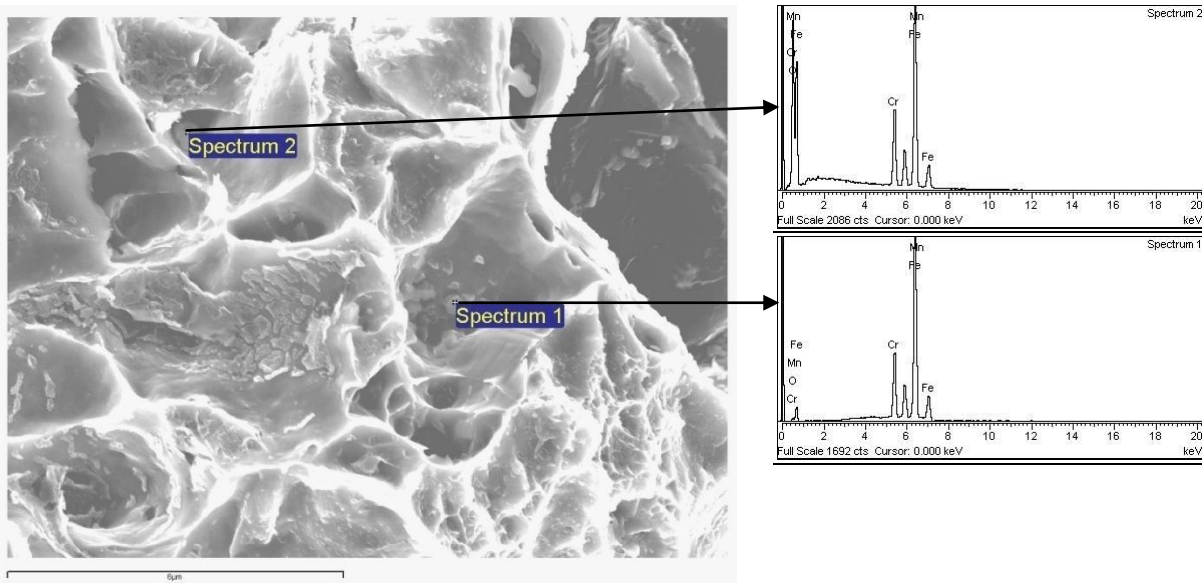 Spectrum 2
Spectrum 1
6µm
Spectrum 2
Mn
Mn
Fe
Fe
Cr
O
Cr
Fe
0 2 4 6 8 10 12 14 16 18 20
Full Scale 2086 cts Cursor: 0.000 keV
keV
Spectrum 1
Mn
Fe
Fe
Cr
Mn
O
Fe
Cr
0 2 4 6 8 10 12 14 16 18 20
Full Scale 1692 cts Cursor: 0.000 keV
keV